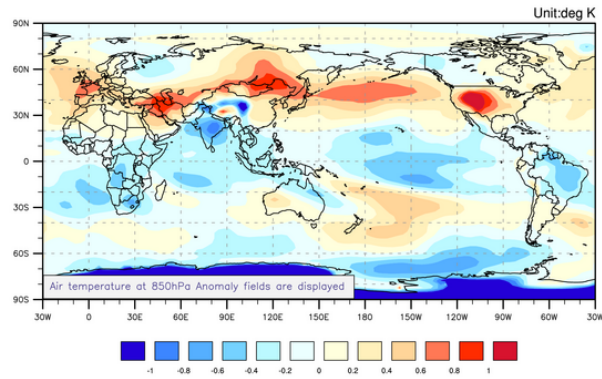 Unit:deg K
90N
60N
30N
0
30S
60S
90S
Air temperature at 850hPa Anomaly fields are displayed
30W 0 30E 60E 90E 120E 150E 180 150W 120W 90W 60W 30W
-1 -0.8 -0.6 -0.4 -0.2 0 0.2 0.4 0.6 0.8 1